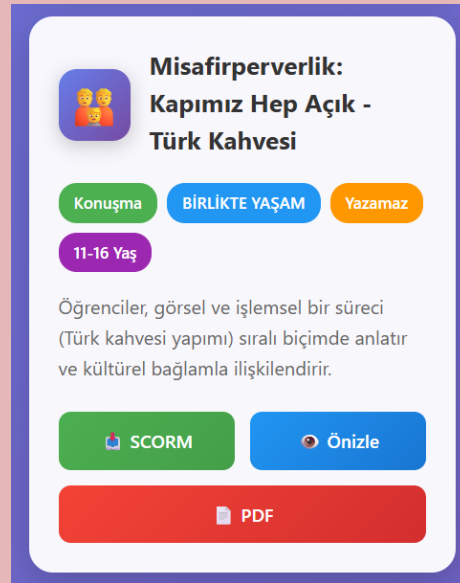 Misafirperverlik:
Kapımız Hep Açık -
Türk Kahvesi
Konuşma BİRLİKTE YAŞAM Yazamaz
11-16 Yaş
Öğrenciler, görsel ve işlemsel bir süreci
(Türk kahvesi yapımı) sıralı biçimde anlatır
ve kültürel bağlamla ilişkilendirir.
SCORM Önizle
PDF